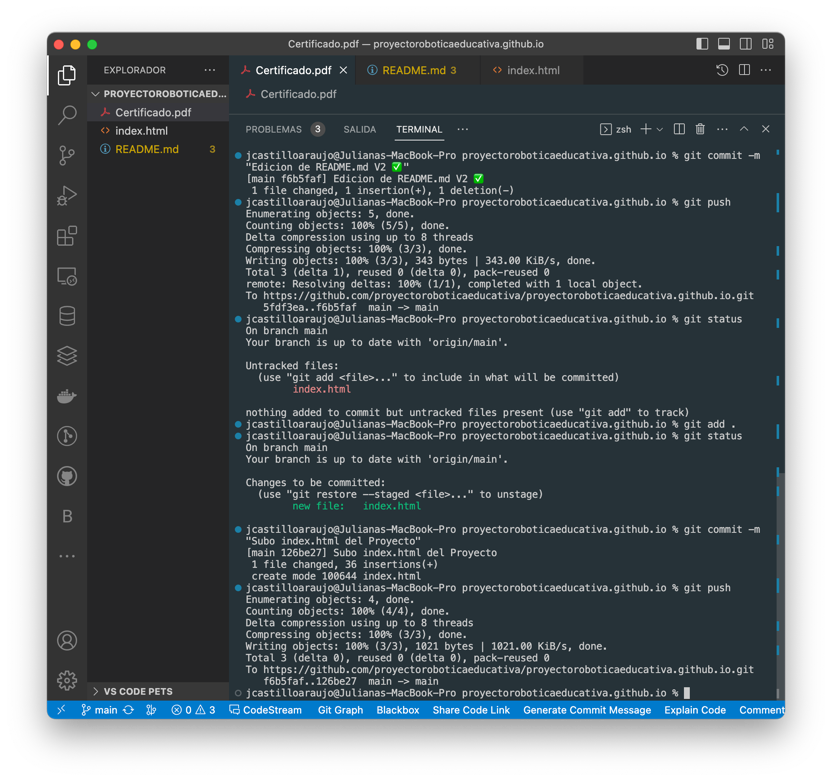 Certificado.pdf — proyectoroboticaeducativa.github.io
EXPLORADOR ···
PROYECTOROBOTICAED...
Certificado.pdf
index.html
README.md 3
VS CODE PETS
Certificado.pdf README.md 3 index.html
Certificado.pdf
PROBLEMAS 3 SALIDA TERMINAL ··· zsh
jcastilloaraujo@Julianas-MacBook-Pro proyectoroboticaeducativa.github.io % git commit -m
"Edicion de README.md V2 ✅"
[main f6b5faf] Edicion de README.md V2 ✅
1 file changed, 1 insertion(+), 1 deletion(-)
jcastilloaraujo@Julianas-MacBook-Pro proyectoroboticaeducativa.github.io % git push
Enumerating objects: 5, done.
Counting objects: 100% (5/5), done.
Delta compression using up to 8 threads
Compressing objects: 100% (3/3), done.
Writing objects: 100% (3/3), 343 bytes | 343.00 KiB/s, done.
Total 3 (delta 1), reused 0 (delta 0), pack-reused 0
remote: Resolving deltas: 100% (1/1), completed with 1 local object.
To https://github.com/proyectoroboticaeducativa/proyectoroboticaeducativa.github.io.git
5fdf3ea..f6b5faf main -> main
jcastilloaraujo@Julianas-MacBook-Pro proyectoroboticaeducativa.github.io % git status
On branch main
Your branch is up to date with 'origin/main'.
Untracked files:
(use "git add <file>..." to include in what will be committed)
index.html
nothing added to commit but untracked files present (use "git add" to track)
jcastilloaraujo@Julianas-MacBook-Pro proyectoroboticaeducativa.github.io % git add .
jcastilloaraujo@Julianas-MacBook-Pro proyectoroboticaeducativa.github.io % git status
On branch main
Your branch is up to date with 'origin/main'.
Changes to be committed:
(use "git restore --staged <file>..." to unstage)
new file: index.html
jcastilloaraujo@Julianas-MacBook-Pro proyectoroboticaeducativa.github.io % git commit -m
"Subo index.html del Proyecto"
[main 126be27] Subo index.html del Proyecto
1 file changed, 36 insertions(+)
create mode 100644 index.html
jcastilloaraujo@Julianas-MacBook-Pro proyectoroboticaeducativa.github.io % git push
Enumerating objects: 4, done.
Counting objects: 100% (4/4), done.
Delta compression using up to 8 threads
Compressing objects: 100% (3/3), done.
Writing objects: 100% (3/3), 1021 bytes | 1021.00 KiB/s, done.
Total 3 (delta 0), reused 0 (delta 0), pack-reused 0
To https://github.com/proyectoroboticaeducativa/proyectoroboticaeducativa.github.io.git
f6b5faf..126be27 main -> main
jcastilloaraujo@Julianas-MacBook-Pro proyectoroboticaeducativa.github.io %
main 0 3 CodeStream Git Graph Blackbox Share Code Link Generate Commit Message Explain Code Comment